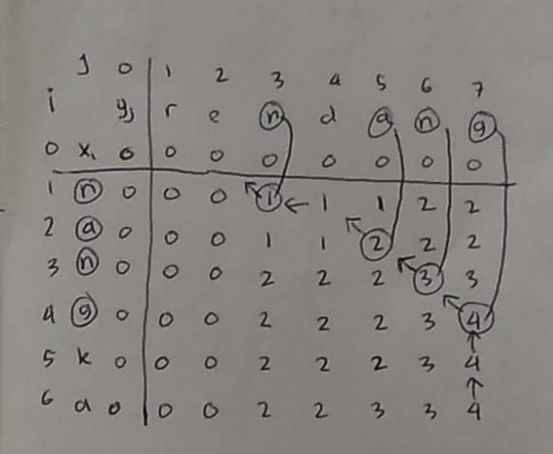 j 0 1 2 3 4 5 6 7
i yj r e n d a n g
0 xi 0 0 0 0 0 0 0 0
1 n 0 0 0 1 1 1 2 2
2 a 0 0 0 1 1 2 2 2
3 n 0 0 0 2 2 2 3 3
4 g 0 0 0 2 2 2 3 4
5 k 0 0 0 2 2 2 3 4
6 a 0 0 0 2 2 3 3 4